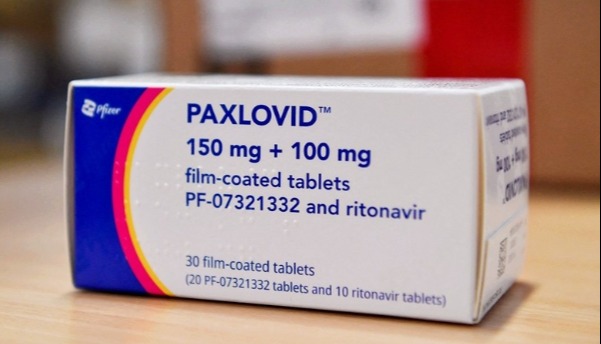 Pfizer
PAXLOVID™
150 mg + 100 mg
film-coated tablets
PF-07321332 and ritonavir
30 film-coated tablets
(20 PF-07321332 tablets and 10 ritonavir tablets)